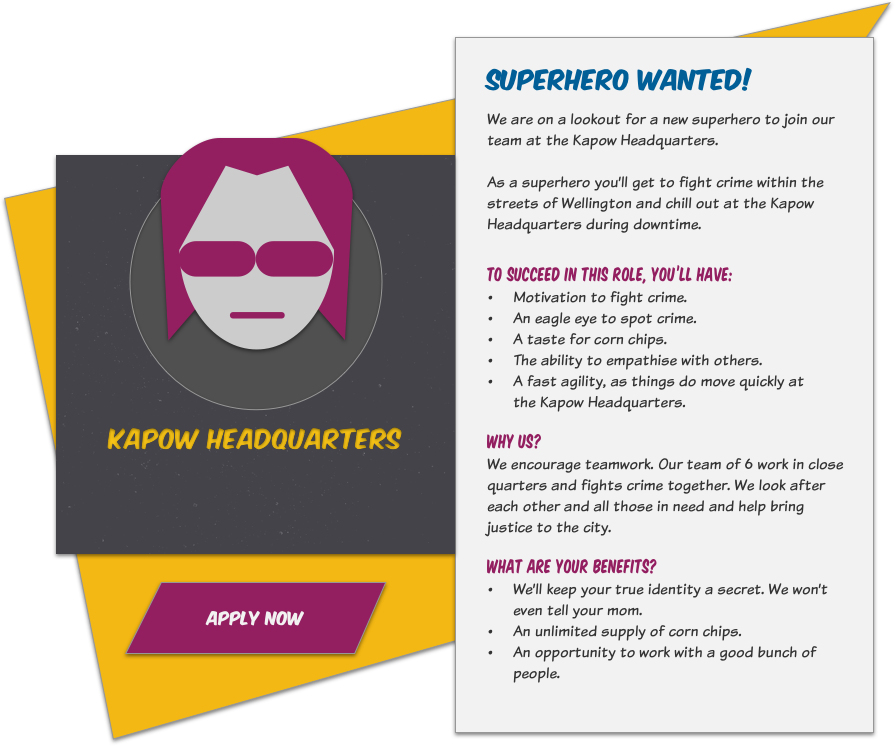 SUPERHERO WANTED!
We are on a lookout for a new superhero to join our
team at the Kapow Headquarters.
As a superhero you'll get to fight crime within the
streets of Wellington and chill out at the Kapow
Headquarters during downtime.
TO SUCCEED IN THIS ROLE, YOU'LL HAVE:
• Motivation to fight crime.
• An eagle eye to spot crime.
• A taste for corn chips.
• The ability to empathise with others.
• A fast agility, as things do move quickly at
the Kapow Headquarters.
WHY US?
We encourage teamwork. Our team of 6 work in close
quarters and fights crime together. We look after
each other and all those in need and help bring
justice to the city.
WHAT ARE YOUR BENEFITS?
• We'll keep your true identity a secret. We won't
even tell your mom.
• An unlimited supply of corn chips.
• An opportunity to work with a good bunch of
people.
KAPOW HEADQUARTERS
APPLY NOW